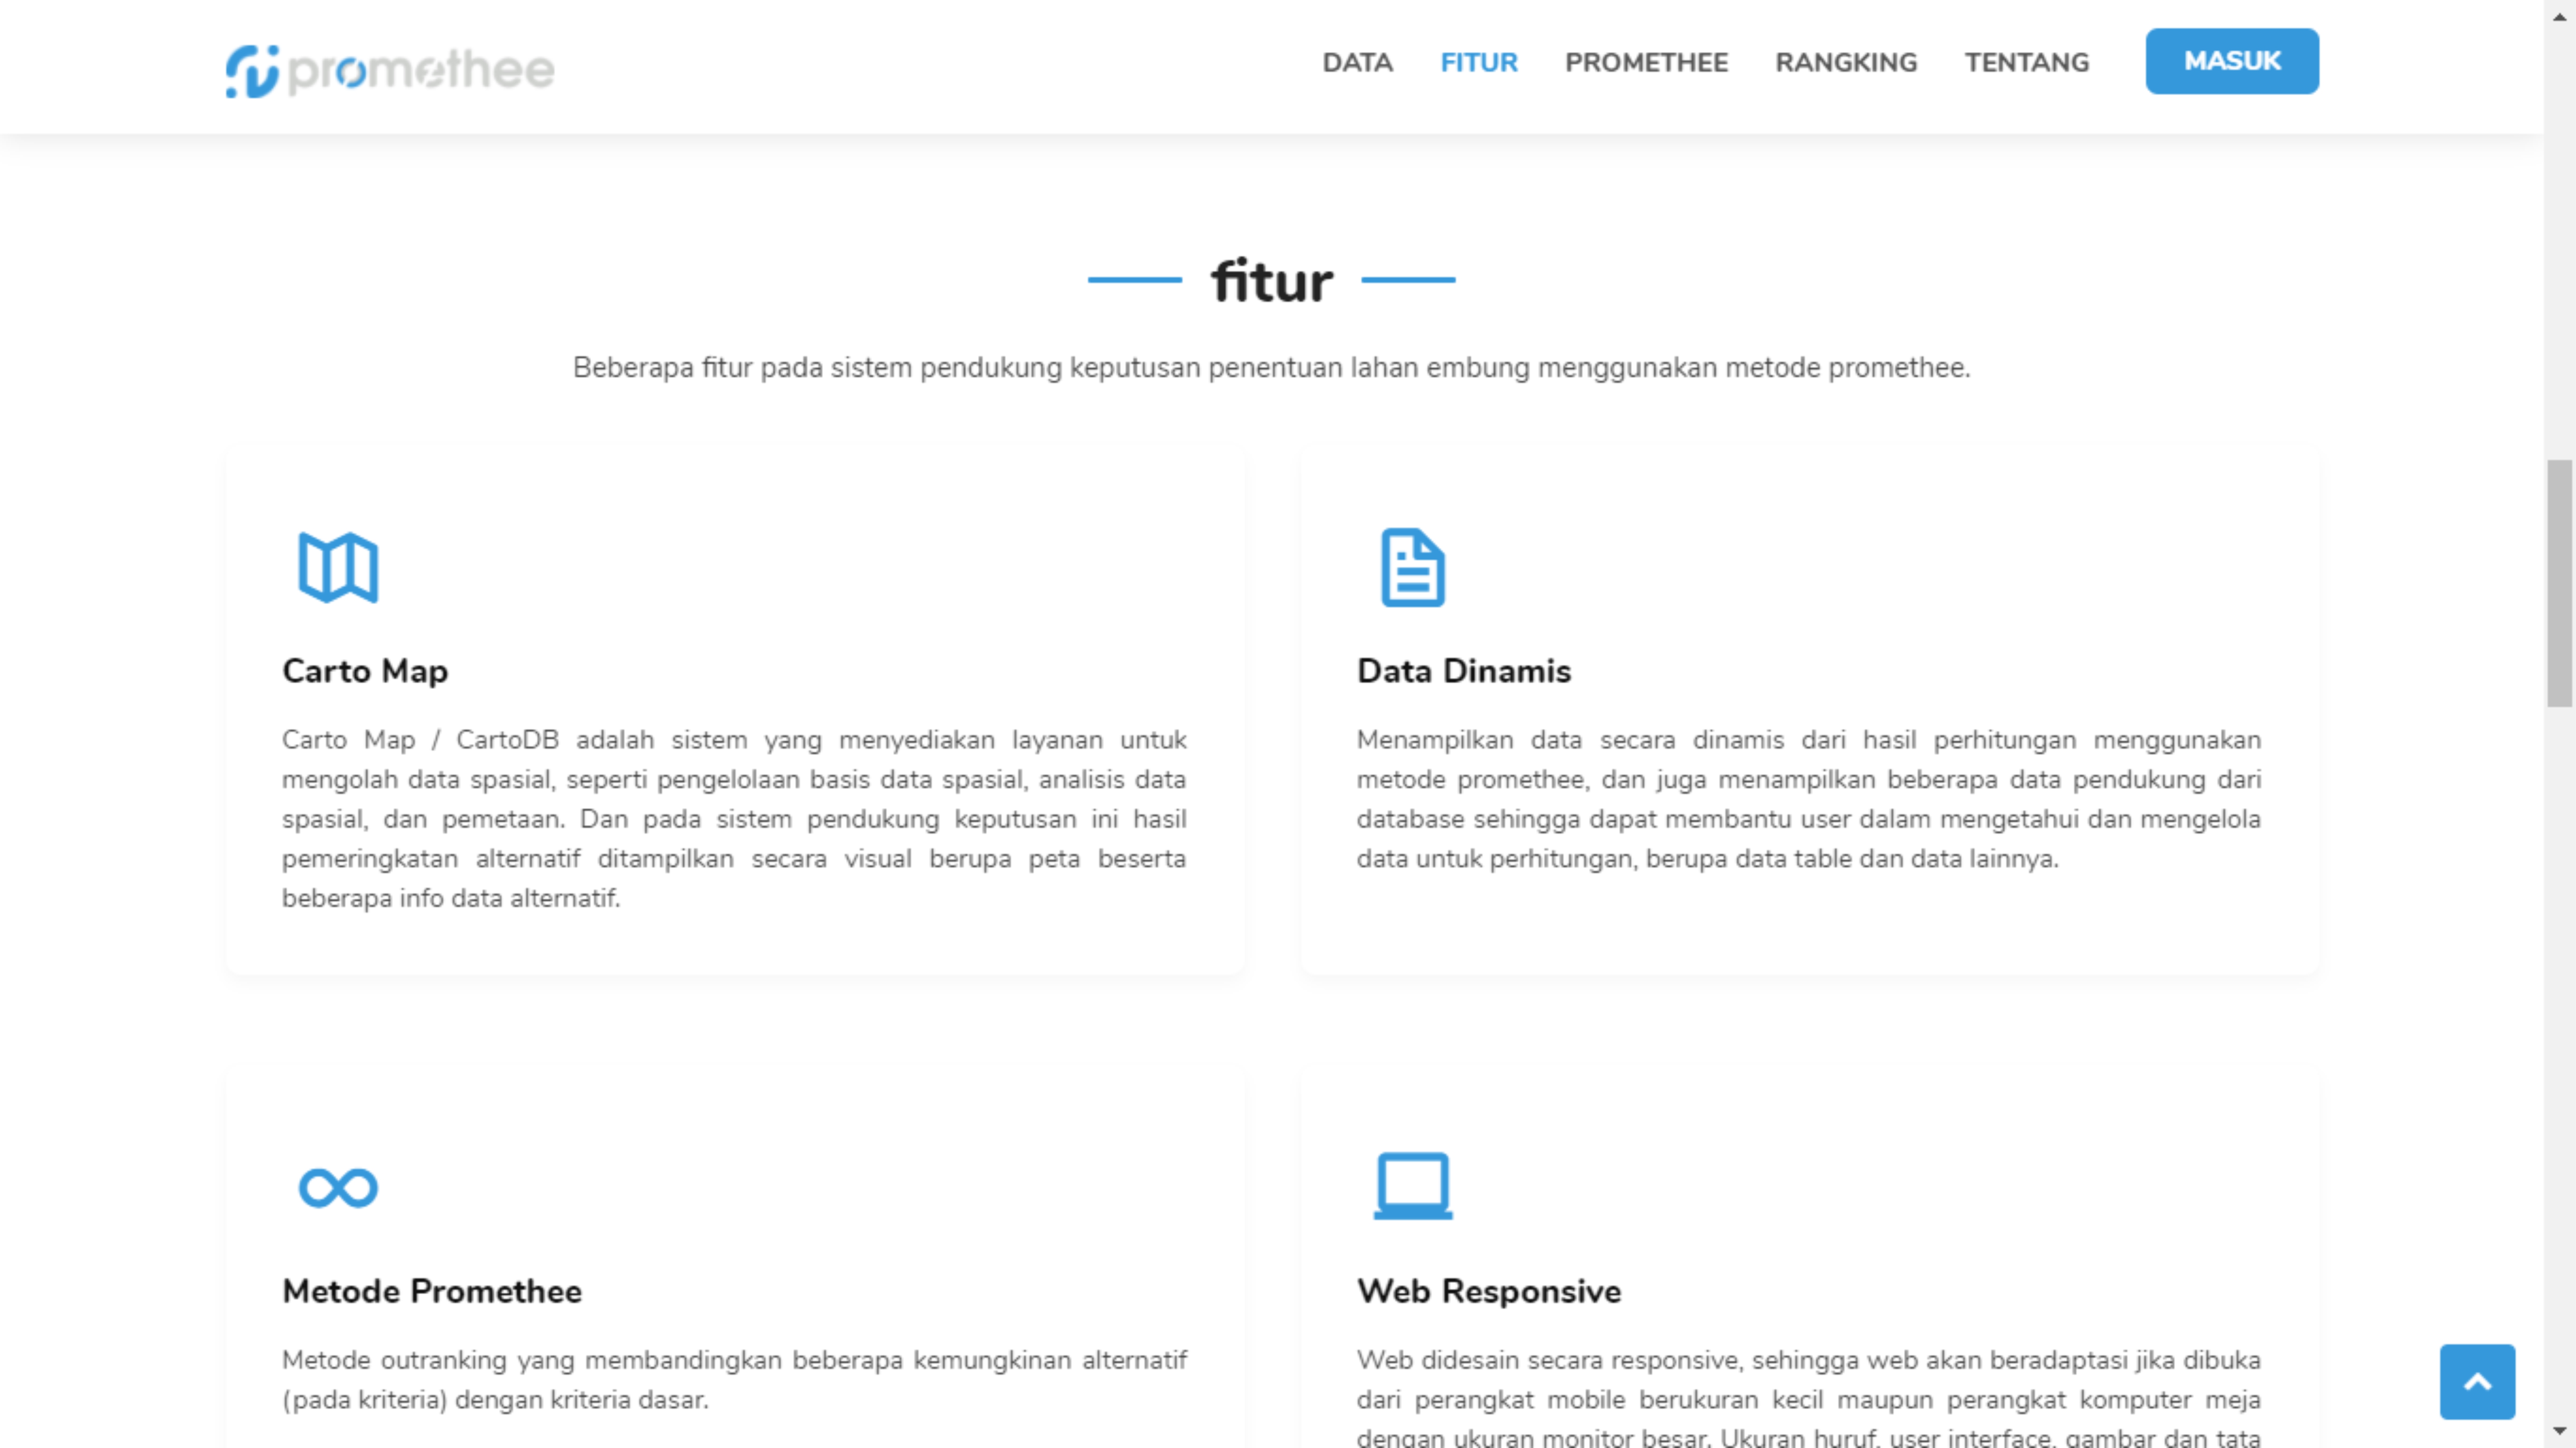 promethee
DATA FITUR PROMETHEE RANGKING TENTANG MASUK
fitur
Beberapa fitur pada sistem pendukung keputusan penentuan lahan embung menggunakan metode promethee.
Carto Map
Carto Map / CartoDB adalah sistem yang menyediakan layanan untuk
mengolah data spasial, seperti pengelolaan basis data spasial, analisis data
spasial, dan pemetaan. Dan pada sistem pendukung keputusan ini hasil
pemeringkatan alternatif ditampilkan secara visual berupa peta beserta
beberapa info data alternatif.
Data Dinamis
Menampilkan data secara dinamis dari hasil perhitungan menggunakan
metode promethee, dan juga menampilkan beberapa data pendukung dari
database sehingga dapat membantu user dalam mengetahui dan mengelola
data untuk perhitungan, berupa data table dan data lainnya.
Metode Promethee
Metode outranking yang membandingkan beberapa kemungkinan alternatif
(pada kriteria) dengan kriteria dasar.
Web Responsive
Web didesain secara responsive, sehingga web akan beradaptasi jika dibuka
dari perangkat mobile berukuran kecil maupun perangkat komputer meja
dengan ukuran monitor besar. Ukuran huruf, user interface, gambar dan tata